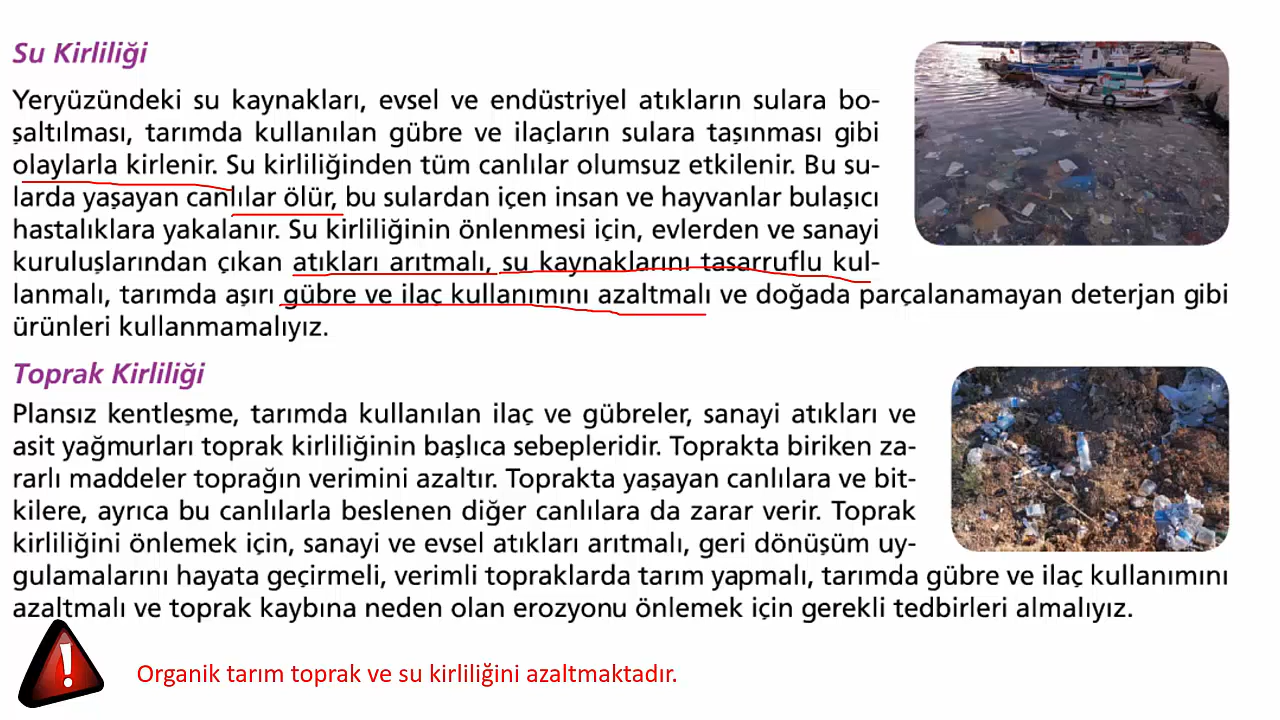 Su Kirliliği
Yeryüzündeki su kaynakları, evsel ve endüstriyel atıkların sulara bo-
şaltılması, tarımda kullanılan gübre ve ilaçların sulara taşınması gibi
olaylarla kirlenir. Su kirliliğinden tüm canlılar olumsuz etkilenir. Bu su-
larda yaşayan canlılar ölür, bu sulardan içen insan ve hayvanlar bulaşıcı
hastalıklara yakalanır. Su kirliliğinin önlenmesi için, evlerden ve sanayi
kuruluşlarından çıkan atıkları arıtmalı, su kaynaklarını tasarruflu kul-
lanmalı, tarımda aşırı gübre ve ilaç kullanımını azaltmalı ve doğada parçalanamayan deterjan gibi
ürünleri kullanmamalıyız.
Toprak Kirliliği
Plansız kentleşme, tarımda kullanılan ilaç ve gübreler, sanayi atıkları ve
asit yağmurları toprak kirliliğinin başlıca sebepleridir. Toprakta biriken za-
rarlı maddeler toprağın verimini azaltır. Toprakta yaşayan canlılara ve bit-
kilere, ayrıca bu canlılarla beslenen diğer canlılara da zarar verir. Toprak
kirliliğini önlemek için, sanayi ve evsel atıkları arıtmalı, geri dönüşüm uy-
gulamalarını hayata geçirmeli, verimli topraklarda tarım yapmalı, tarımda gübre ve ilaç kullanımını
azaltmalı ve toprak kaybına neden olan erozyonu önlemek için gerekli tedbirleri almalıyız.
Organik tarım toprak ve su kirliliğini azaltmaktadır.